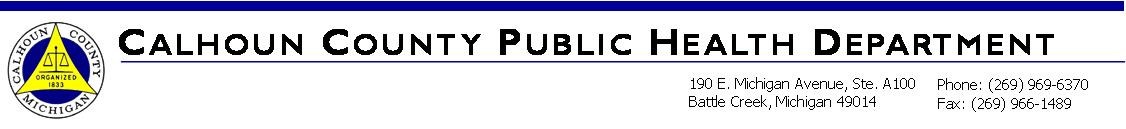 CALHOUN COUNTY PUBLIC HEALTH DEPARTMENT
CALHOUN COUNTY
ORGANIZED
1833
MICHIGAN
190 E. Michigan Avenue, Ste. A100
Battle Creek, Michigan 49014
Phone: (269) 969-6370
Fax: (269) 966-1489